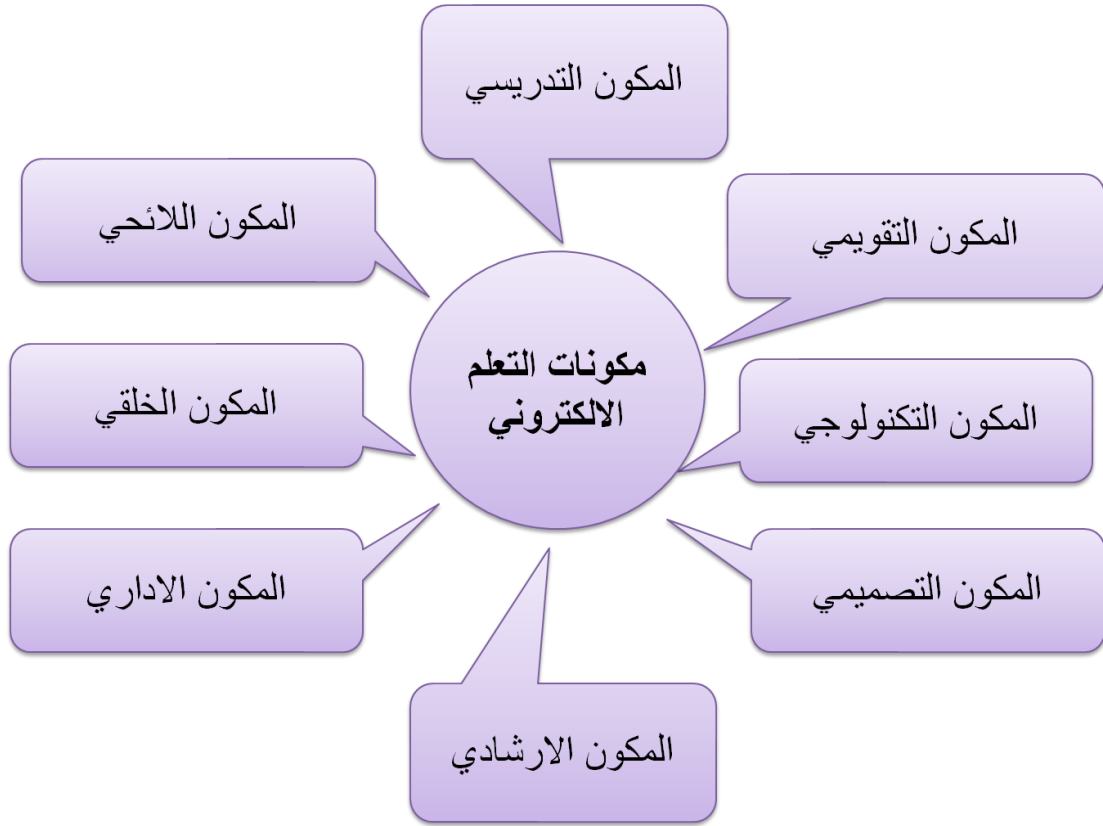 المكون التدريسي
المكون التقويمي
المكون اللائحي
مكونات التعلم
الالكتروني
المكون التكنولوجي
المكون الخلقي
المكون التصميمي
المكون الاداري
المكون الارشادي